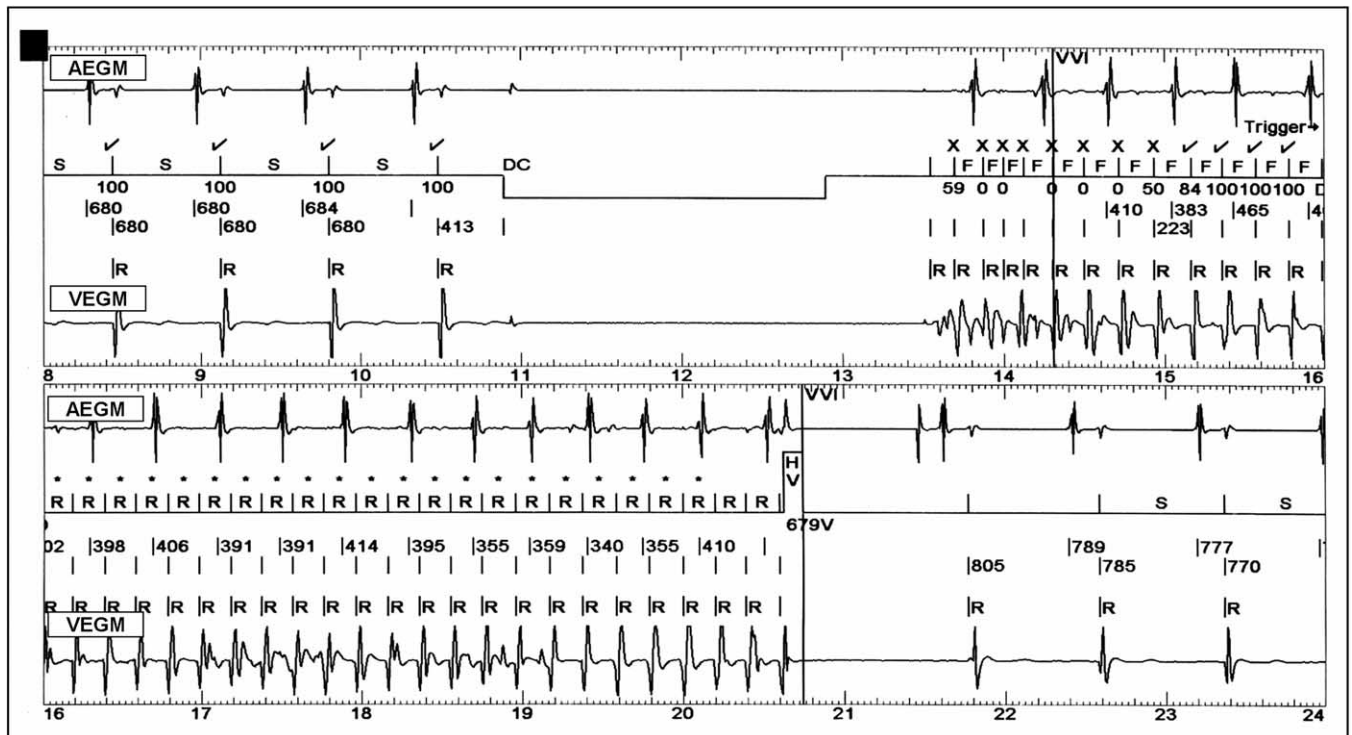 AEGM
VVI
Trigger→
✓ ✓ ✓ ✓ X X X X X X X X ✓ ✓ ✓ ✓
S S S S DC F F F F F F F F F F F
100 100 100 100 59 0 0 0 0 0 50 84 100 100 100 D
680 680 684 410 383 465
680 680 680 413 223
R R R R R R R R R R R R R R R R
VEGM
8 9 10 11 12 13 14 15 16
AEGM
VVI
* * * * * * * * * * * * * * * * * * * * *
H
V
R R R R R R R R R R R R R R R R R R R R R R R S S
679V
02 398 406 391 391 414 395 355 359 340 355 410 789 777
805 785 770
R R R R R R R R R R R R R R R R R R R R R R R R R R
VEGM
16 17 18 19 20 21 22 23 24